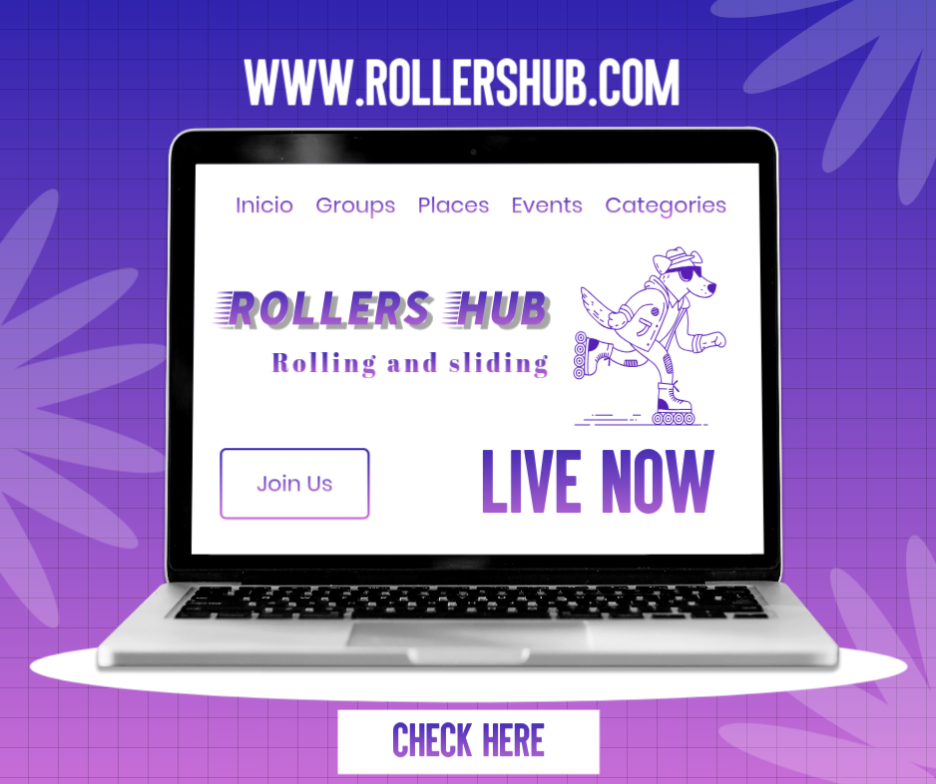 WWW.ROLLERSHUB.COM
Inicio Groups Places Events Categories
ROLLERS HUB
Rolling and sliding
Join Us
LIVE NOW
CHECK HERE